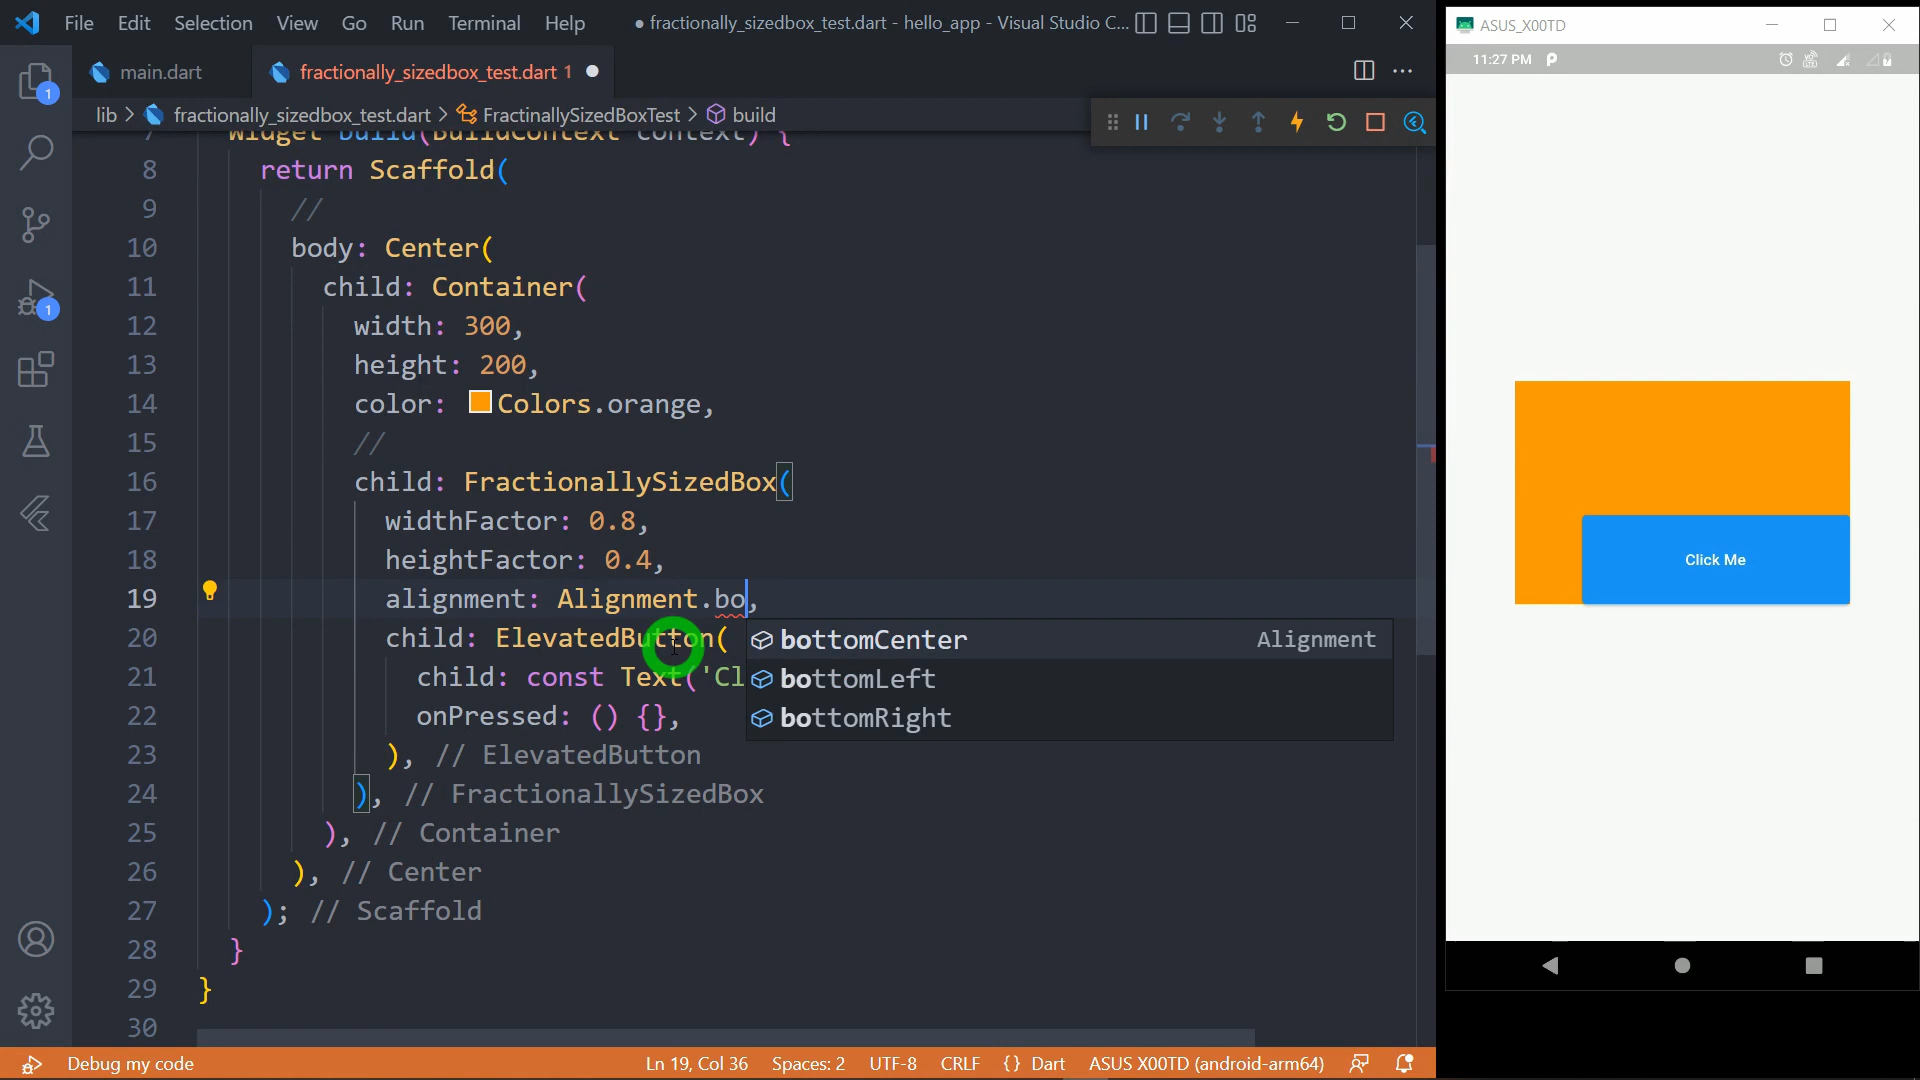 File Edit Selection View Go Run Terminal Help
● fractionally_sizedbox_test.dart - hello_app - Visual Studio C...
ASUS_X00TD
main.dart
fractionally_sizedbox_test.dart 1 ●
11:27 PM
lib > fractionally_sizedbox_test.dart > FractinallySizedBoxTest > build
7 Widget build(BuildContext context) {
8 return Scaffold(
9 //
10 body: Center(
11 child: Container(
12 width: 300,
13 height: 200,
14 color: Colors.orange,
15 //
16 child: FractionallySizedBox(
17 widthFactor: 0.8,
18 heightFactor: 0.4,
19 alignment: Alignment.bo,
20 child: ElevatedButton(
21 child: const Text('Cl
22 onPressed: () {},
23 ), // ElevatedButton
24 ), // FractionallySizedBox
25 ), // Container
26 ), // Center
27 ); // Scaffold
28 }
29 }
30
bottomCenter Alignment
bottomLeft
bottomRight
1
1
Click Me
Debug my code
Ln 19, Col 36 Spaces: 2 UTF-8 CRLF {} Dart ASUS X00TD (android-arm64)